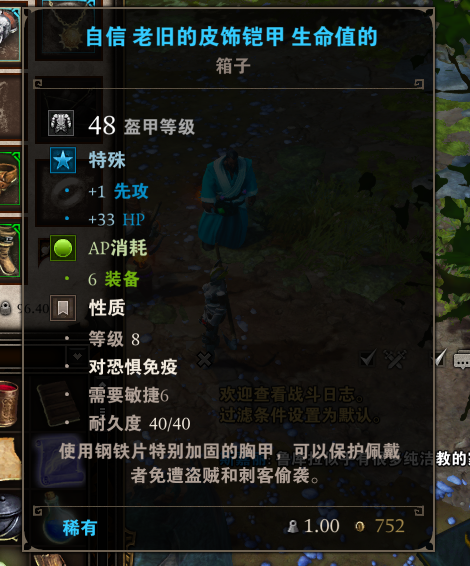 自信 老旧的皮饰铠甲 生命值的
箱子
48 盔甲等级
特殊
+1 先攻
+33 HP
AP消耗
6 装备
96.40
性质
等级 8
对恐惧免疫
需要敏捷6
欢迎查看战斗日志
过滤条件设置为默认。
耐久度 40/40
使用钢铁片特别加固的胸甲，可以保护佩戴
者免遭盗贼和刺客偷袭。
教的
稀有
1.00
752